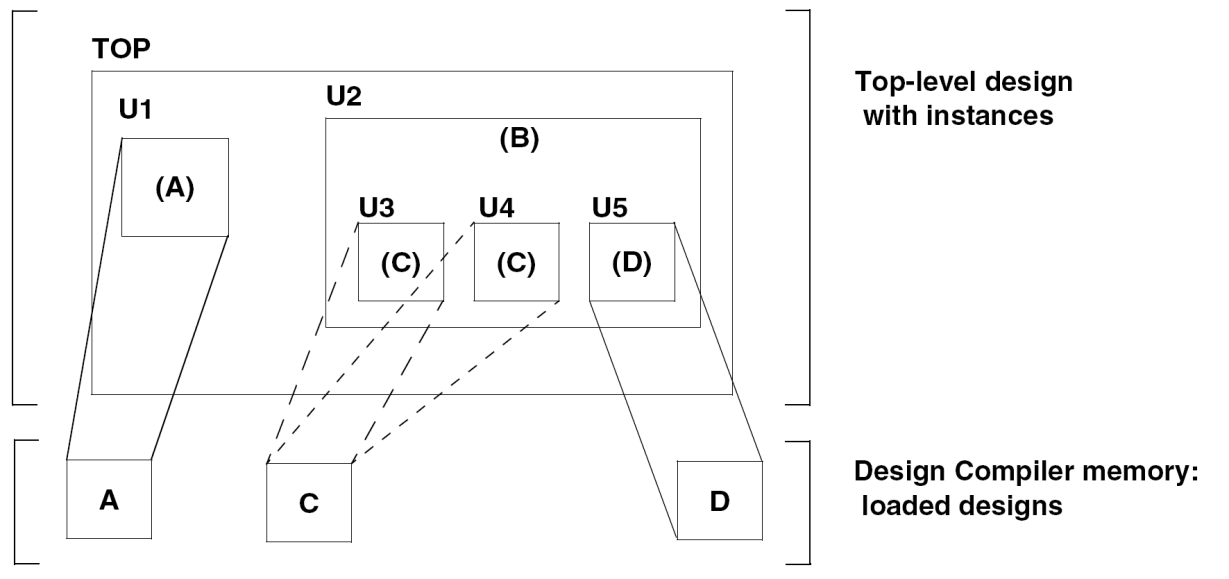 TOP
U1
U2
(B)
(A)
U3
U4
U5
(C)
(C)
(D)
Top-level design
with instances
A
C
D
Design Compiler memory:
loaded designs